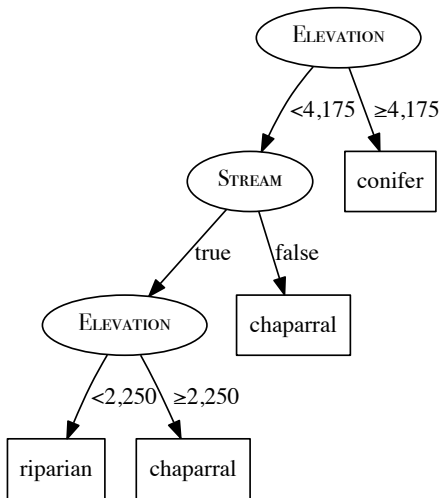 ELEVATION
<4,175
≥4,175
STREAM
conifer
true
false
ELEVATION
chaparral
<2,250
≥2,250
riparian
chaparral